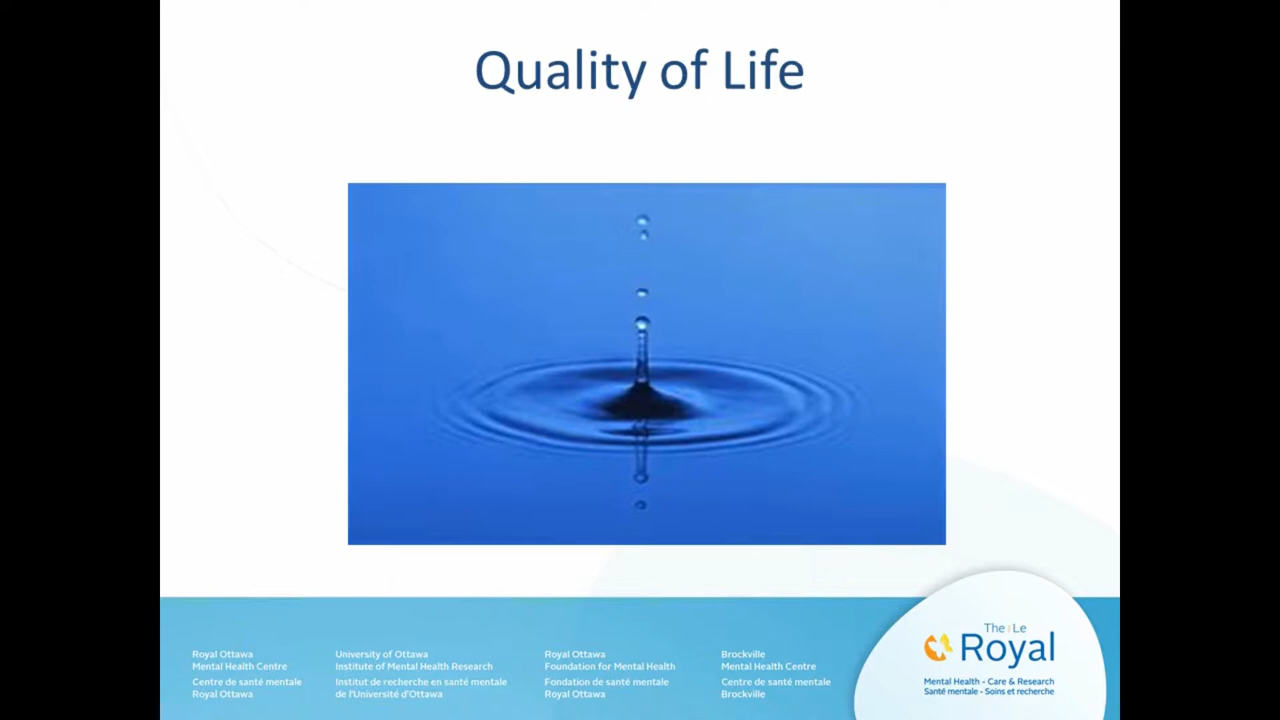 Quality of Life
Royal Ottawa
Mental Health Centre
Centre de santé mentale
Royal Ottawa
University of Ottawa
Institute of Mental Health Research
Institut de recherche en santé mentale
de l'Université d'Ottawa
Royal Ottawa
Foundation for Mental Health
Fondation de santé mentale
Royal Ottawa
Brockville
Mental Health Centre
Centre de santé mentale
Brockville
The | Le
Royal
Mental Health - Care & Research
Santé mentale - Soins et recherche